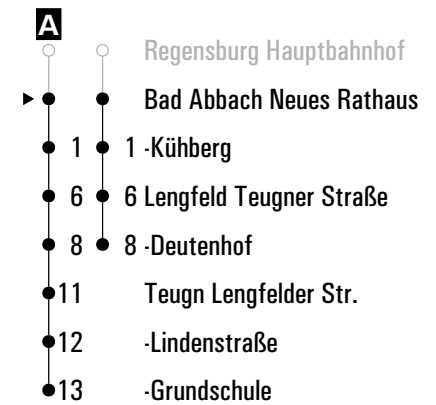 A
Regensburg Hauptbahnhof
Bad Abbach Neues Rathaus
1 1 -Kühberg
6 6 Lengfeld Teugner Straße
8 8 -Deutenhof
11 Teugn Lengfelder Str.
12 -Lindenstraße
13 -Grundschule